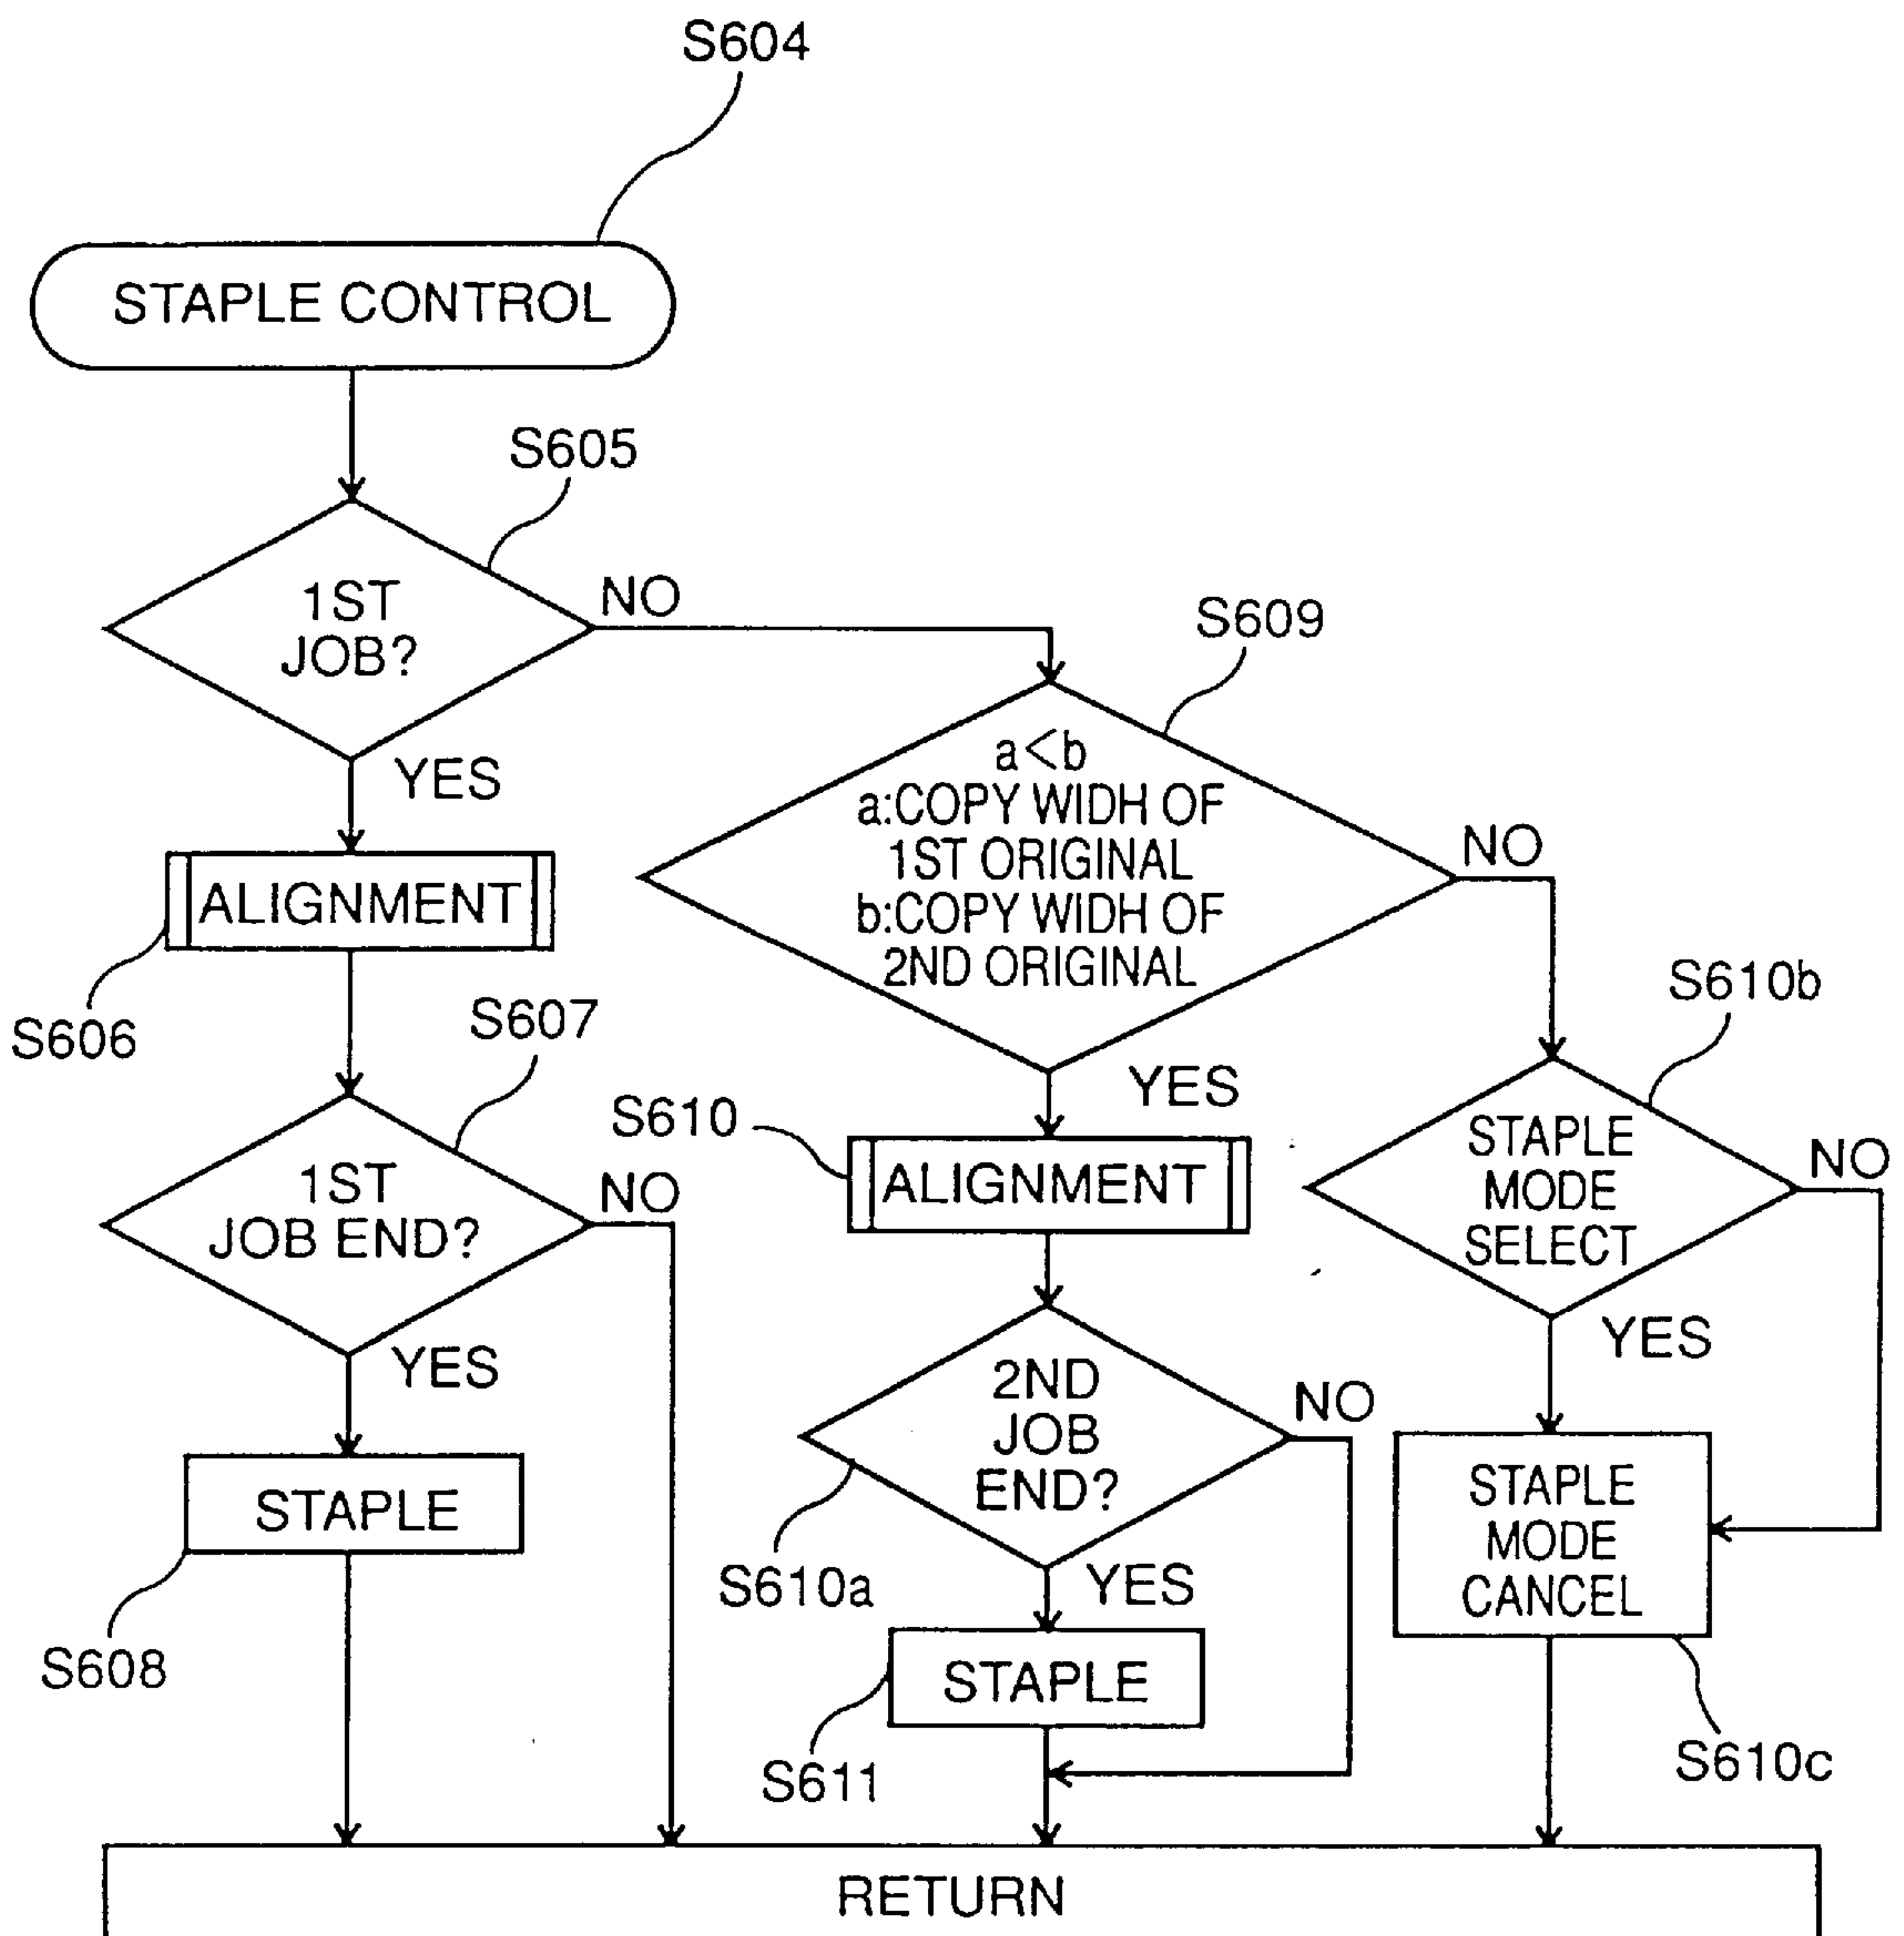 S604
STAPLE CONTROL
S605
1ST
JOB?
NO
YES
S609
a<b
a:COPY WIDH OF
1ST ORIGINAL
b:COPY WIDH OF
2ND ORIGINAL
NO
YES
ALIGNMENT
S606
S607
1ST
JOB END?
NO
YES
STAPLE
S608
S610
ALIGNMENT
2ND
JOB
END?
NO
S610a
YES
STAPLE
S611
S610b
STAPLE
MODE
SELECT
NO
YES
STAPLE
MODE
CANCEL
S610c
RETURN